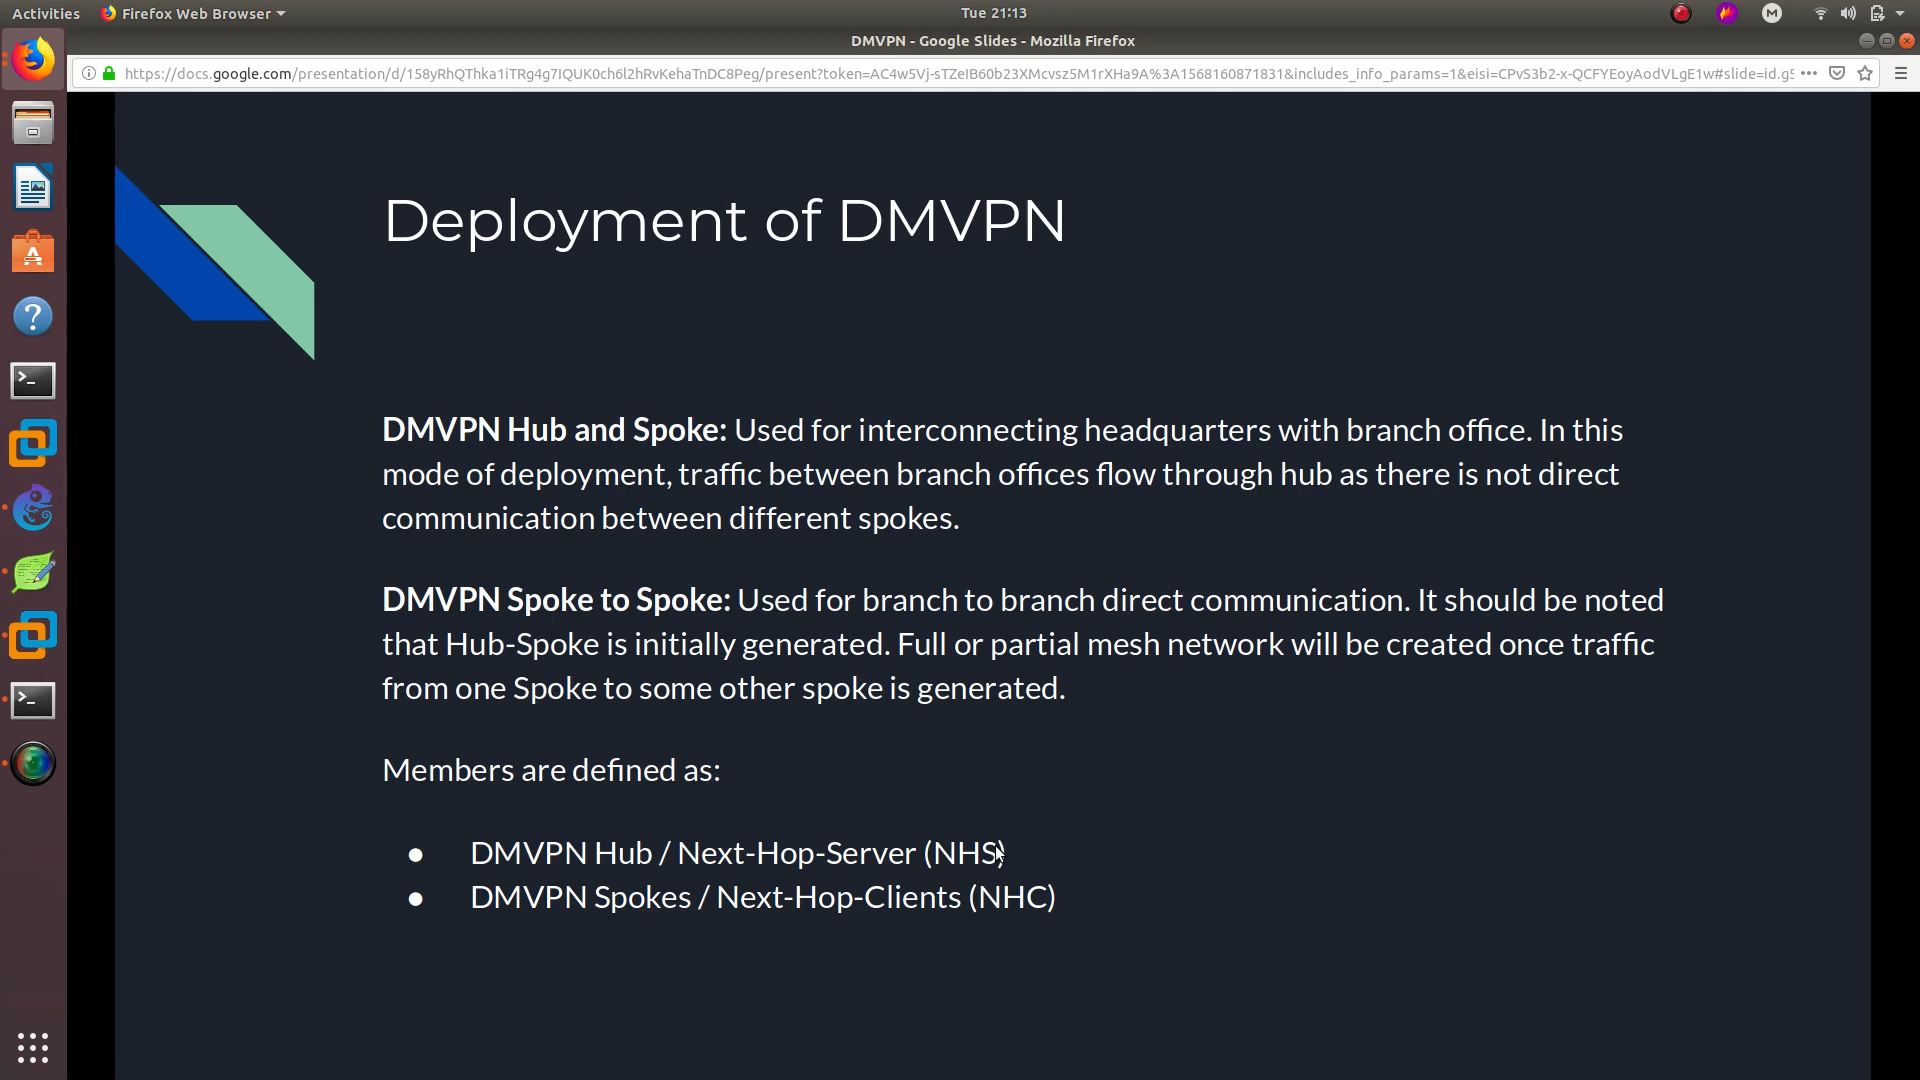 Activities
Firefox Web Browser
Tue 21:13
DMVPN - Google Slides - Mozilla Firefox
https://docs.google.com/presentation/d/158yRhQThka1iTRg4g7IQUK0ch6l2hRvKehaTnDC8Peg/present?token=AC4w5Vj-sTZeIB60b23XMcvsz5M1rXHa9A%3A1568160871831&includes_info_params=1&eisi=CPvS3b2-x-QCFYEoyAodVLgE1w#slide=id.g5
Deployment of DMVPN
DMVPN Hub and Spoke: Used for interconnecting headquarters with branch office. In this
mode of deployment, traffic between branch offices flow through hub as there is not direct
communication between different spokes.
DMVPN Spoke to Spoke: Used for branch to branch direct communication. It should be noted
that Hub-Spoke is initially generated. Full or partial mesh network will be created once traffic
from one Spoke to some other spoke is generated.
Members are defined as:
● DMVPN Hub / Next-Hop-Server (NHS)
● DMVPN Spokes / Next-Hop-Clients (NHC)